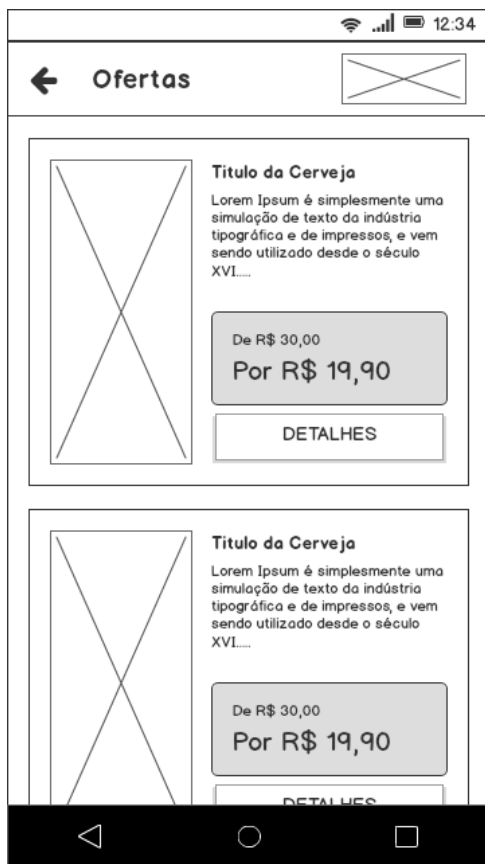 12:34
Ofertas
Titulo da Cerveja
Lorem Ipsum é simplesmente uma
simulação de texto da indústria
tipográfica e de impressos, e vem
sendo utilizado desde o século
XVI.....
De R$ 30,00
Por R$ 19,90
DETALHES
Titulo da Cerveja
Lorem Ipsum é simplesmente uma
simulação de texto da indústria
tipográfica e de impressos, e vem
sendo utilizado desde o século
XVI.....
De R$ 30,00
Por R$ 19,90
DETALHES